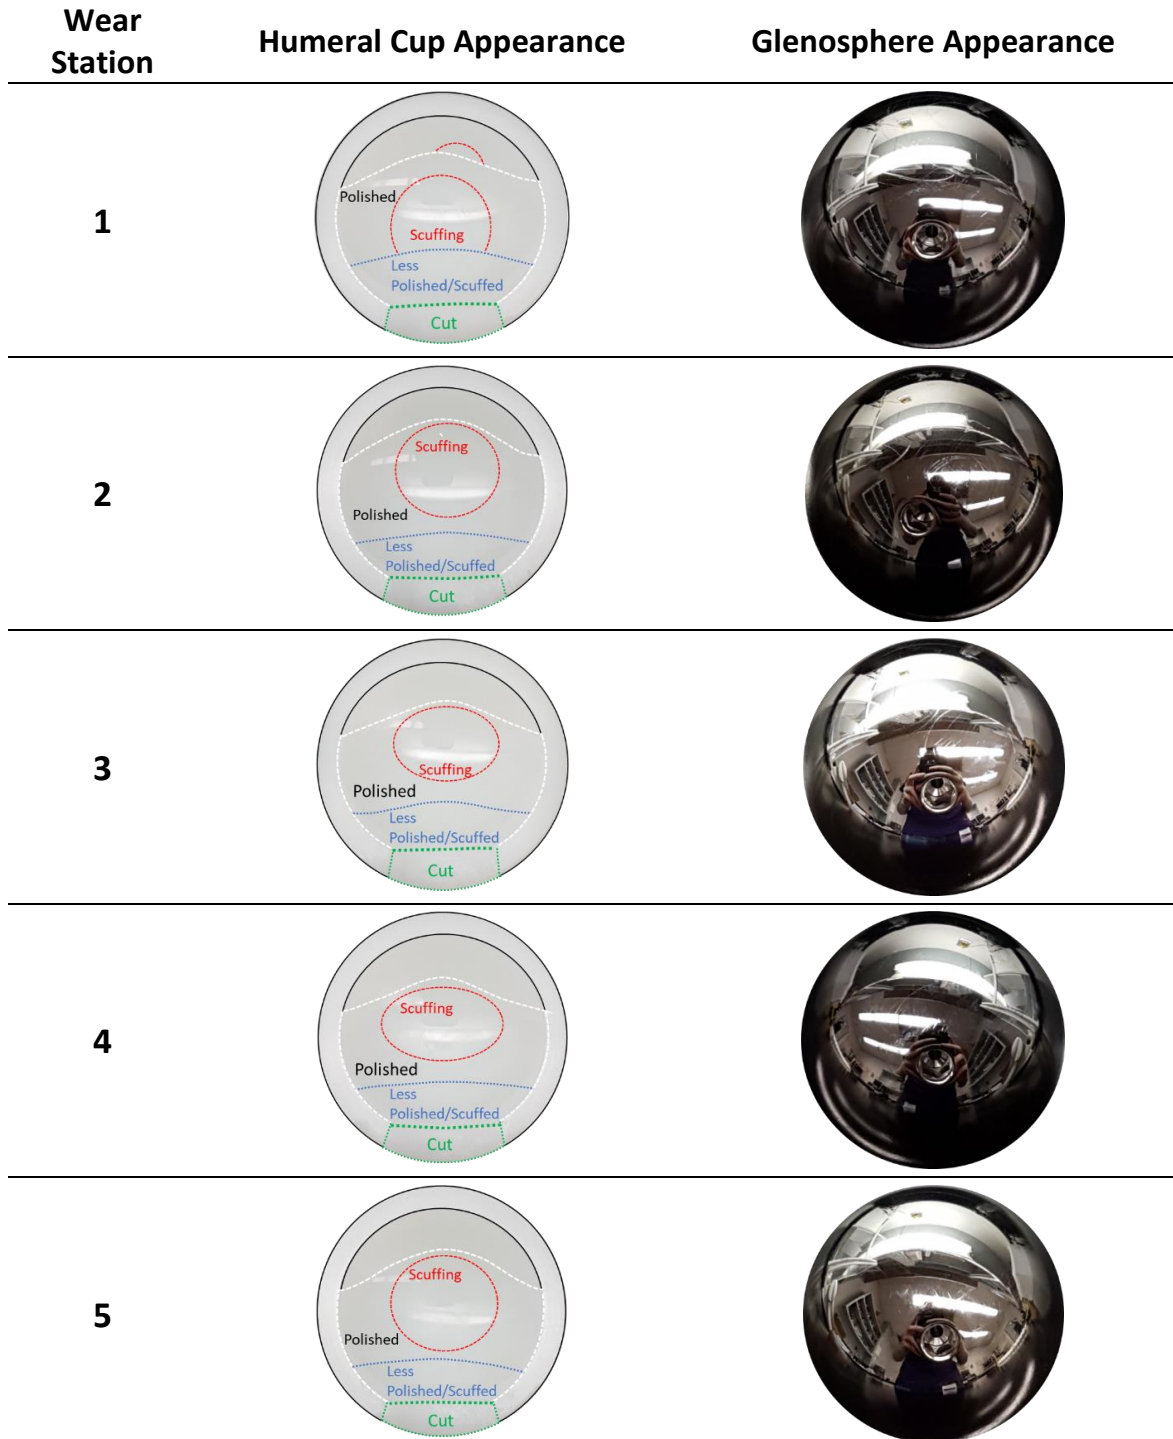 Wear
Station
Humeral Cup Appearance
Glenosphere Appearance
1
Polished
Scuffing
Less
Polished/Scuffed
Cut
2
Scuffing
Polished
Less
Polished/Scuffed
Cut
3
Scuffing
Polished
Less
Polished/Scuffed
Cut
4
Scuffing
Polished
Less
Polished/Scuffed
Cut
5
Scuffing
Polished
Less
Polished/Scuffed
Cut